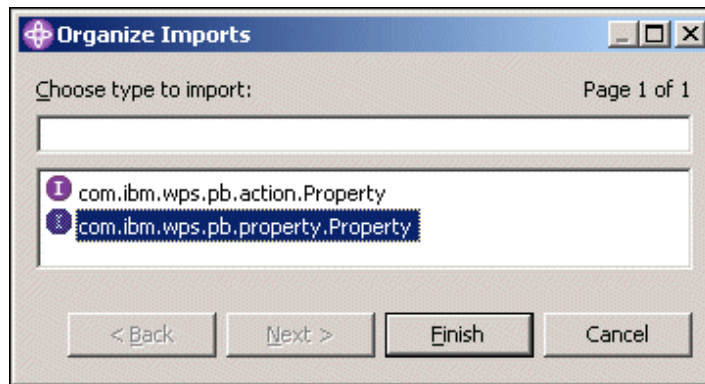 Organize Imports
Choose type to import: Page 1 of 1
I com.ibm.wps.pb.action.Property
I com.ibm.wps.pb.property.Property
< Back Next > Finish Cancel